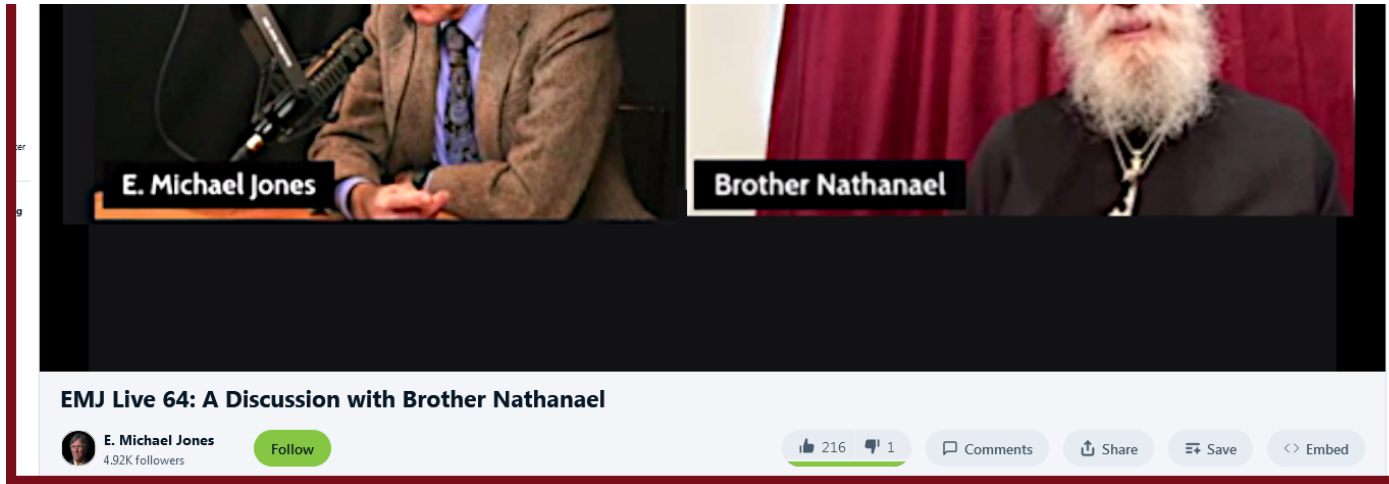 E. Michael Jones
Brother Nathanael
EMJ Live 64: A Discussion with Brother Nathanael
E. Michael Jones
4.92K followers
Follow
216
1
Comments
Share
Save
Embed